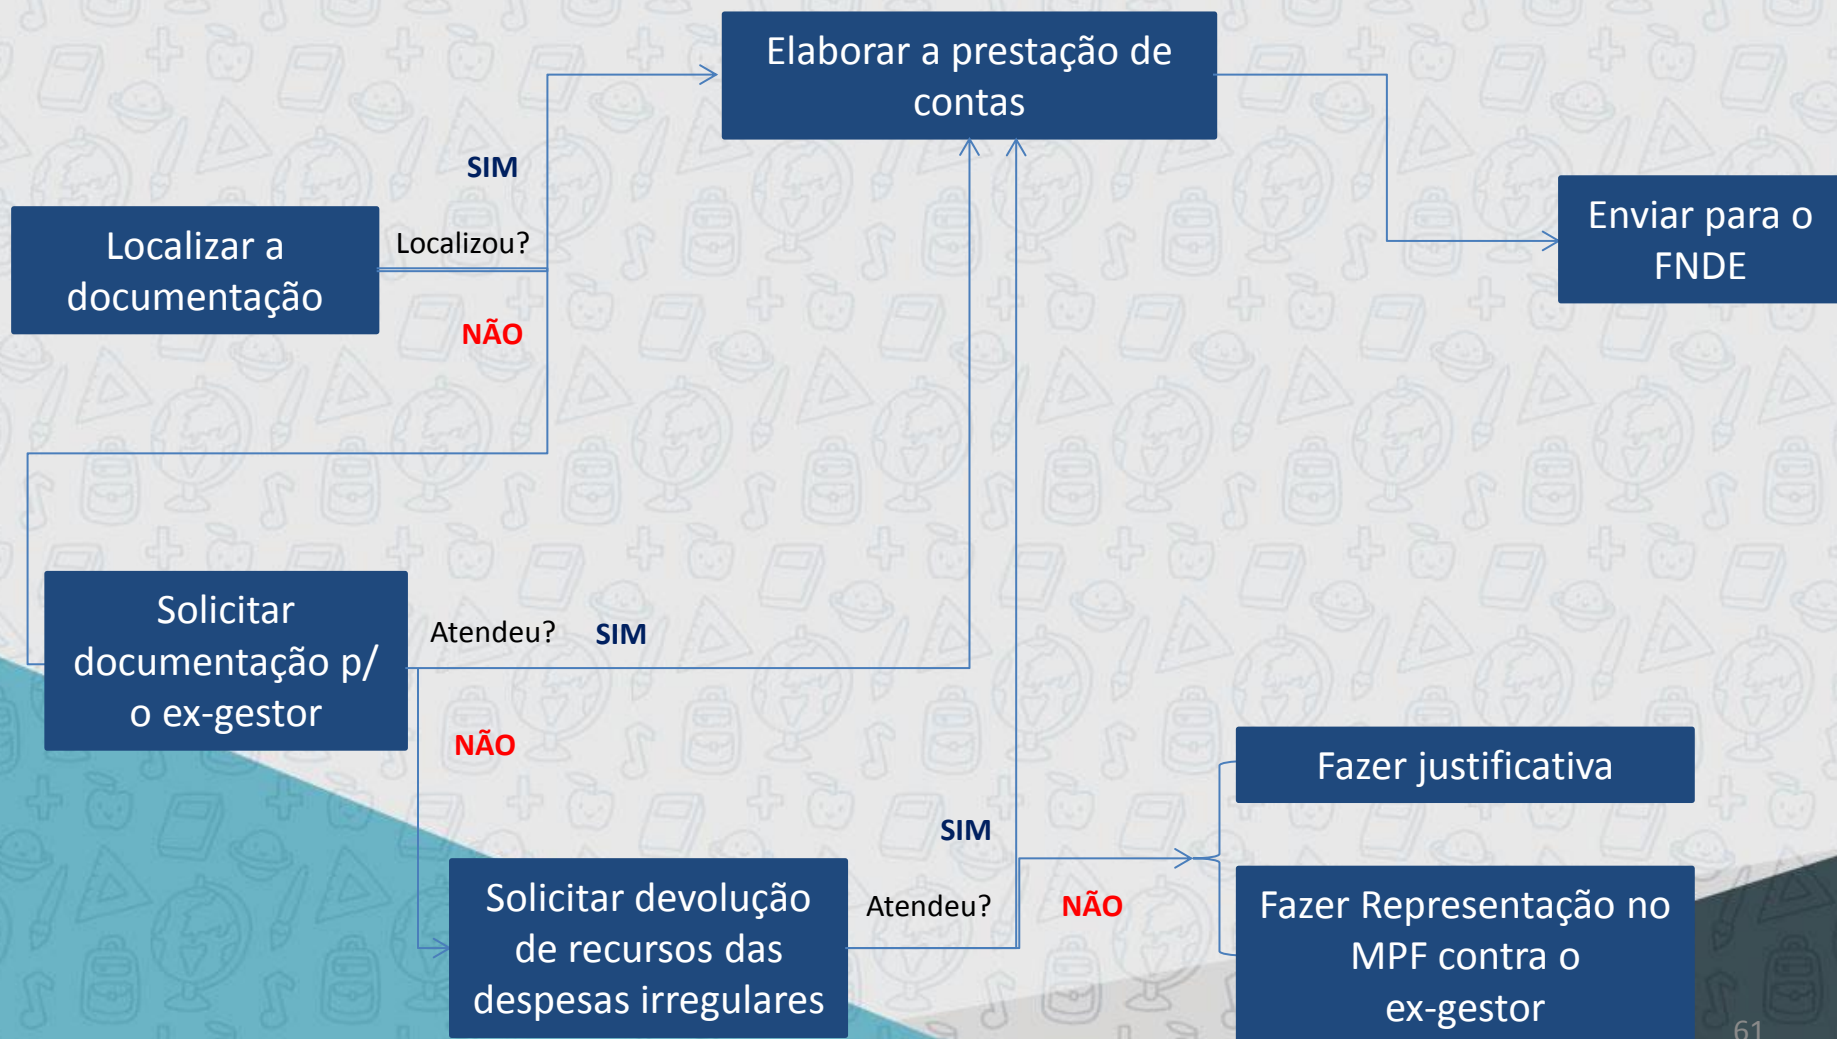 Elaborar a prestação de
contas
SIM
Localizar a
documentação
Localizou?
Enviar para o
FNDE
NÃO
Solicitar
documentação p/
o ex-gestor
Atendeu?
SIM
NÃO
Fazer justificativa
SIM
Solicitar devolução
de recursos das
despesas irregulares
Atendeu?
NÃO
Fazer Representação no
MPF contra o
ex-gestor
61